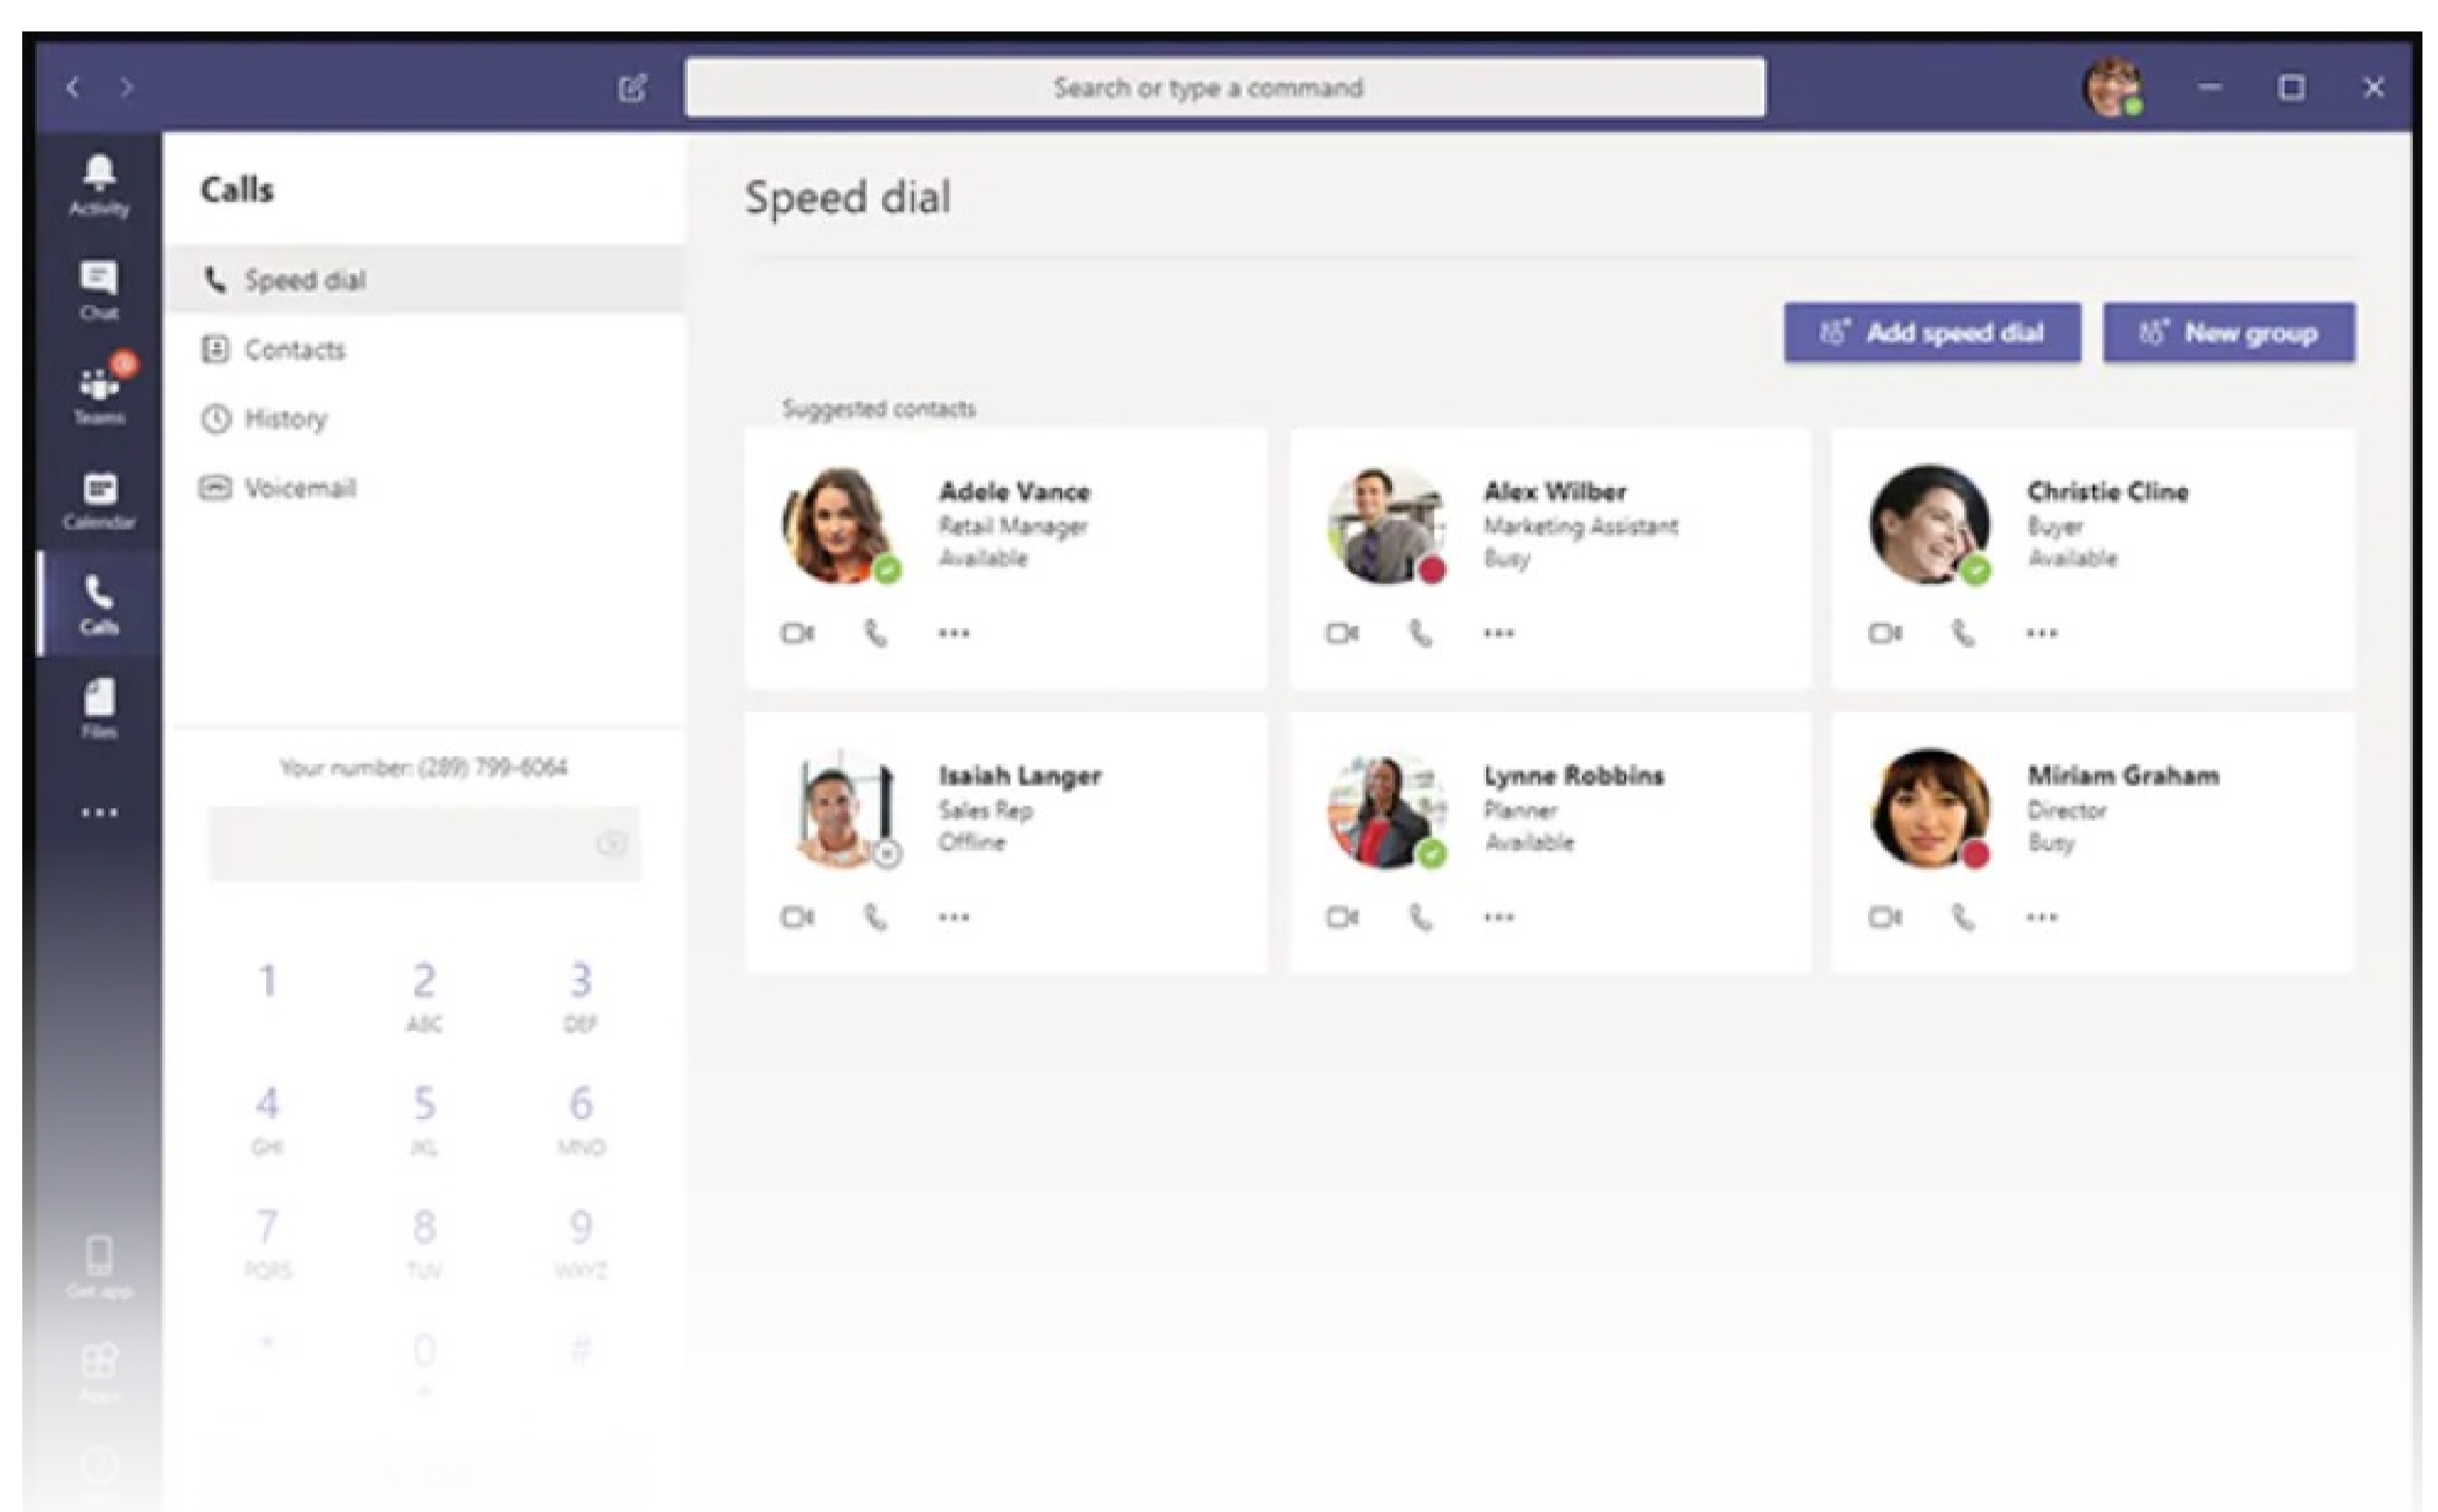 Search or type a command
Activity
Chat
Teams
Calendar
Calls
Files
Get app
Apps
Calls
Speed dial
Contacts
History
Voicemail
Your number: (289) 799-6064
1
2
3
ABC
DEF
4
5
6
GHI
JKL
MNO
7
8
9
PQRS
TUV
WXYZ
*
0
#
+
Speed dial
Add speed dial
New group
Suggested contacts
Adele Vance
Retail Manager
Available
Alex Wilber
Marketing Assistant
Busy
Christie Cline
Buyer
Available
Isaiah Langer
Sales Rep
Offline
Lynne Robbins
Planner
Available
Miriam Graham
Director
Busy